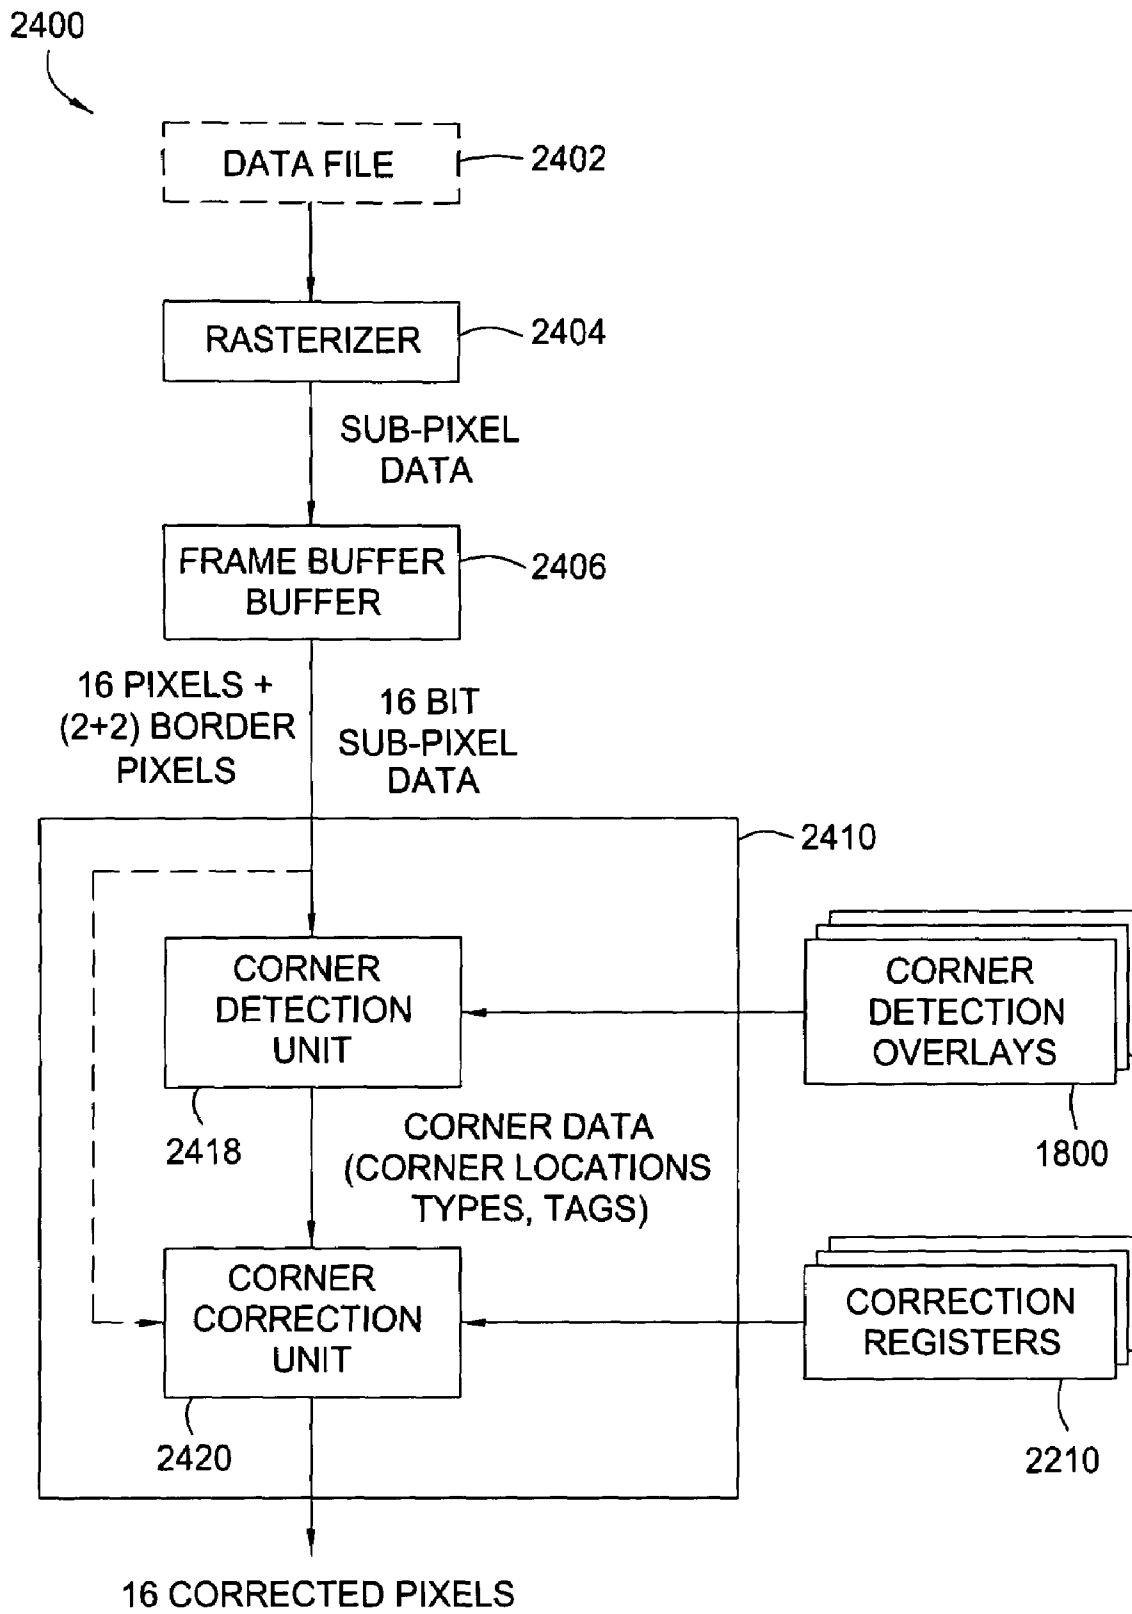 2400
DATA FILE
2402
RASTERIZER
2404
SUB-PIXEL
DATA
FRAME BUFFER
BUFFER
2406
16 PIXELS +
(2+2) BORDER
PIXELS
16 BIT
SUB-PIXEL
DATA
2410
CORNER
DETECTION
UNIT
2418
CORNER
DETECTION
OVERLAYS
1800
CORNER DATA
(CORNER LOCATIONS
TYPES, TAGS)
CORNER
CORRECTION
UNIT
2420
CORRECTION
REGISTERS
2210
16 CORRECTED PIXELS